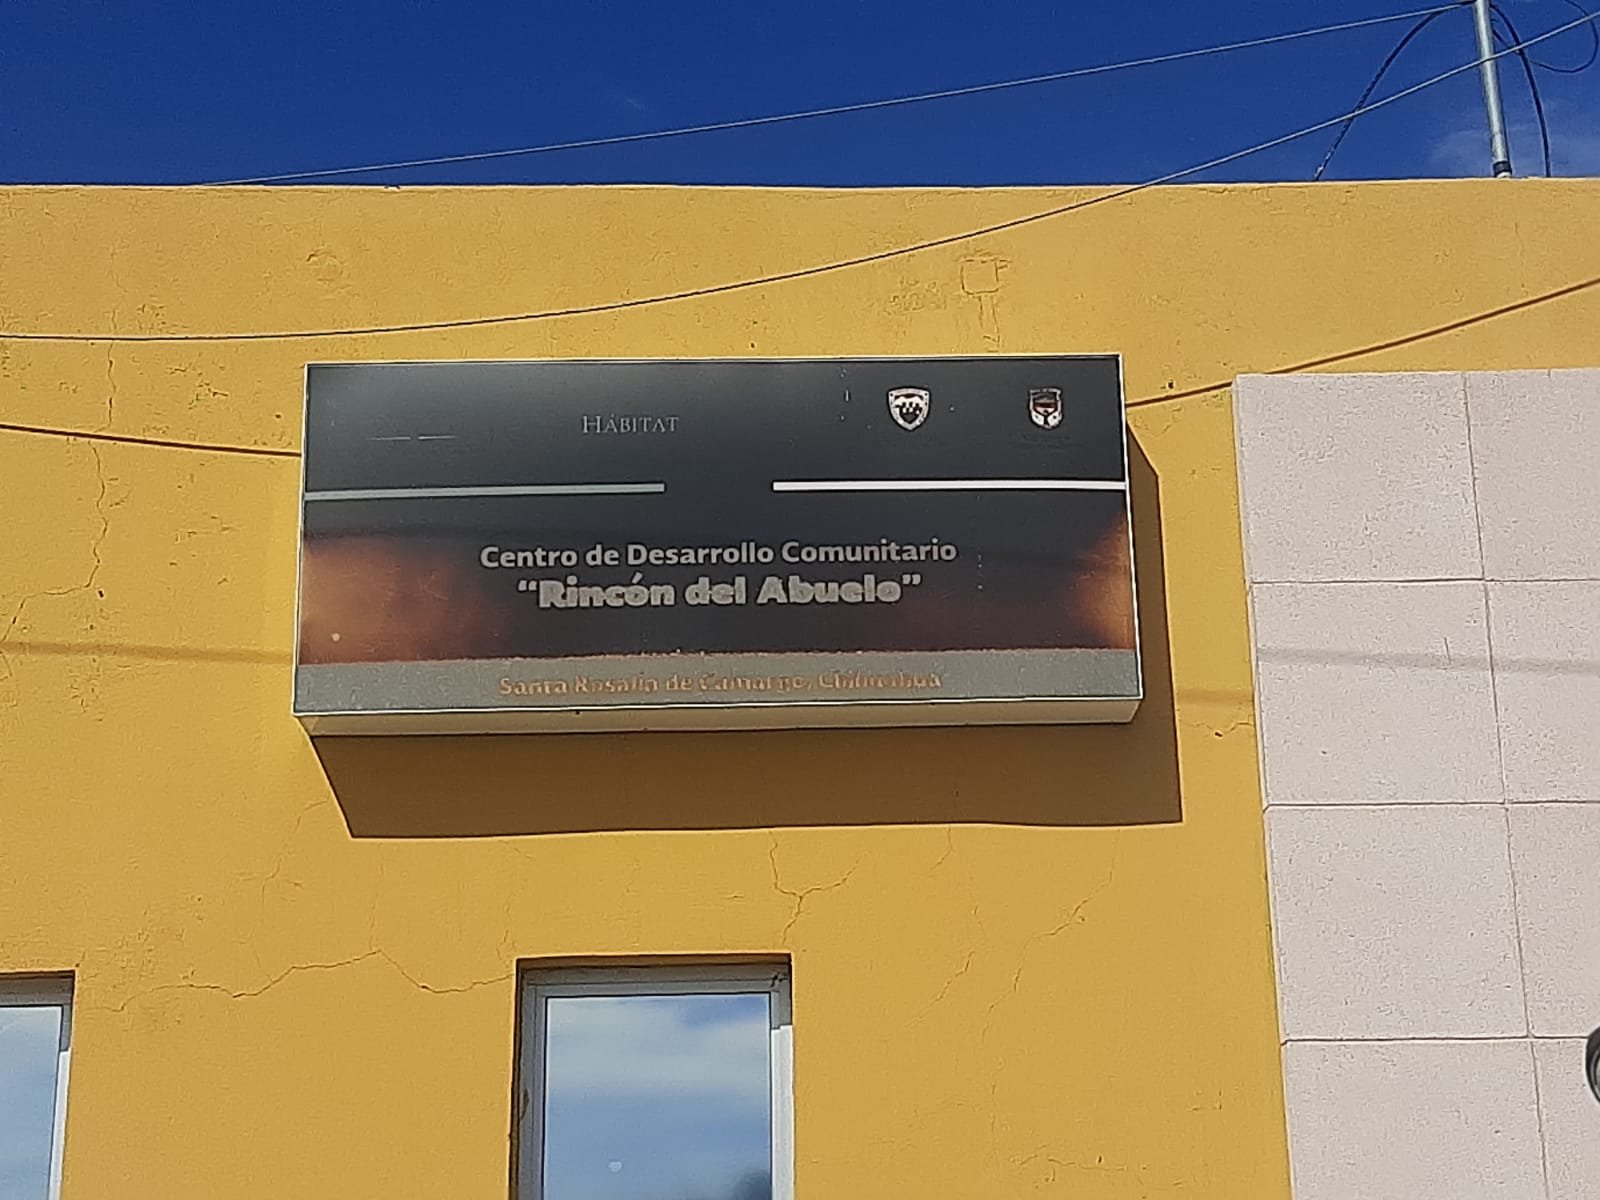 HÁBITAT
Centro de Desarrollo Comunitario
“Rincón del Abuelo”
Santa Rosalía de Camargo, Chihuahua